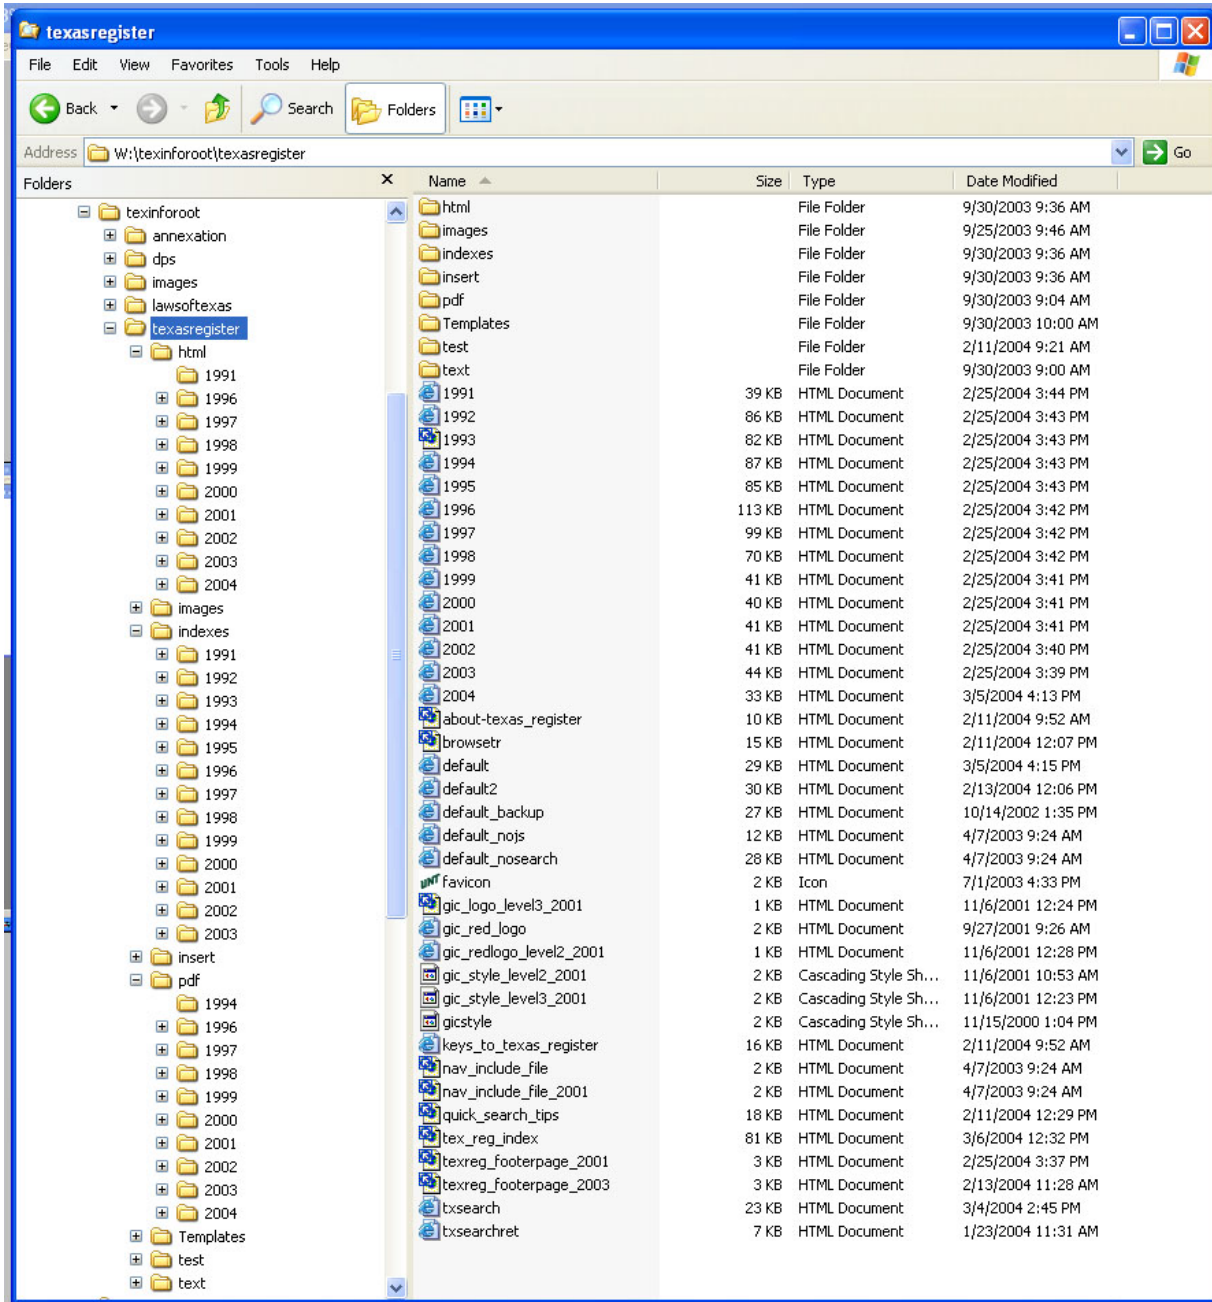 texasregister
File Edit View Favorites Tools Help
Back Search Folders
Address W:\texinforoot\texasregister Go
Folders
texinforoot
annexation
dps
images
lawsoftexas
texasregister
html
1991
1996
1997
1998
1999
2000
2001
2002
2003
2004
images
indexes
1991
1992
1993
1994
1995
1996
1997
1998
1999
2000
2001
2002
2003
insert
pdf
1994
1996
1997
1998
1999
2000
2001
2002
2003
2004
Templates
test
text
Name Size Type Date Modified
html File Folder 9/30/2003 9:36 AM
images File Folder 9/25/2003 9:46 AM
indexes File Folder 9/30/2003 9:36 AM
insert File Folder 9/30/2003 9:36 AM
pdf File Folder 9/30/2003 9:04 AM
Templates File Folder 9/30/2003 10:00 AM
test File Folder 2/11/2004 9:21 AM
text File Folder 9/30/2003 9:00 AM
1991 39 KB HTML Document 2/25/2004 3:44 PM
1992 86 KB HTML Document 2/25/2004 3:43 PM
1993 82 KB HTML Document 2/25/2004 3:43 PM
1994 87 KB HTML Document 2/25/2004 3:43 PM
1995 85 KB HTML Document 2/25/2004 3:43 PM
1996 113 KB HTML Document 2/25/2004 3:42 PM
1997 99 KB HTML Document 2/25/2004 3:42 PM
1998 70 KB HTML Document 2/25/2004 3:42 PM
1999 41 KB HTML Document 2/25/2004 3:41 PM
2000 40 KB HTML Document 2/25/2004 3:41 PM
2001 41 KB HTML Document 2/25/2004 3:41 PM
2002 41 KB HTML Document 2/25/2004 3:40 PM
2003 44 KB HTML Document 2/25/2004 3:39 PM
2004 33 KB HTML Document 3/5/2004 4:13 PM
about-texas_register 10 KB HTML Document 2/11/2004 9:52 AM
browsetr 15 KB HTML Document 2/11/2004 12:07 PM
default 29 KB HTML Document 3/5/2004 4:15 PM
default2 30 KB HTML Document 2/13/2004 12:06 PM
default_backup 27 KB HTML Document 10/14/2002 1:35 PM
default_nojs 12 KB HTML Document 4/7/2003 9:24 AM
default_nosearch 28 KB HTML Document 4/7/2003 9:24 AM
UNT favicon 2 KB Icon 7/1/2003 4:33 PM
gic_logo_level3_2001 1 KB HTML Document 11/6/2001 12:24 PM
gic_red_logo 2 KB HTML Document 9/27/2001 9:26 AM
gic_redlogo_level2_2001 1 KB HTML Document 11/6/2001 12:28 PM
gic_style_level2_2001 2 KB Cascading Style Sh... 11/6/2001 10:53 AM
gic_style_level3_2001 2 KB Cascading Style Sh... 11/6/2001 12:23 PM
gicstyle 2 KB Cascading Style Sh... 11/15/2000 1:04 PM
keys_to_texas_register 16 KB HTML Document 2/11/2004 9:52 AM
nav_include_file 2 KB HTML Document 4/7/2003 9:24 AM
nav_include_file_2001 2 KB HTML Document 4/7/2003 9:24 AM
quick_search_tips 18 KB HTML Document 2/11/2004 12:29 PM
tex_reg_index 81 KB HTML Document 3/6/2004 12:32 PM
texreg_footerpage_2001 3 KB HTML Document 2/25/2004 3:37 PM
texreg_footerpage_2003 3 KB HTML Document 2/13/2004 11:28 AM
txsearch 23 KB HTML Document 3/4/2004 2:45 PM
txsearchret 7 KB HTML Document 1/23/2004 11:31 AM